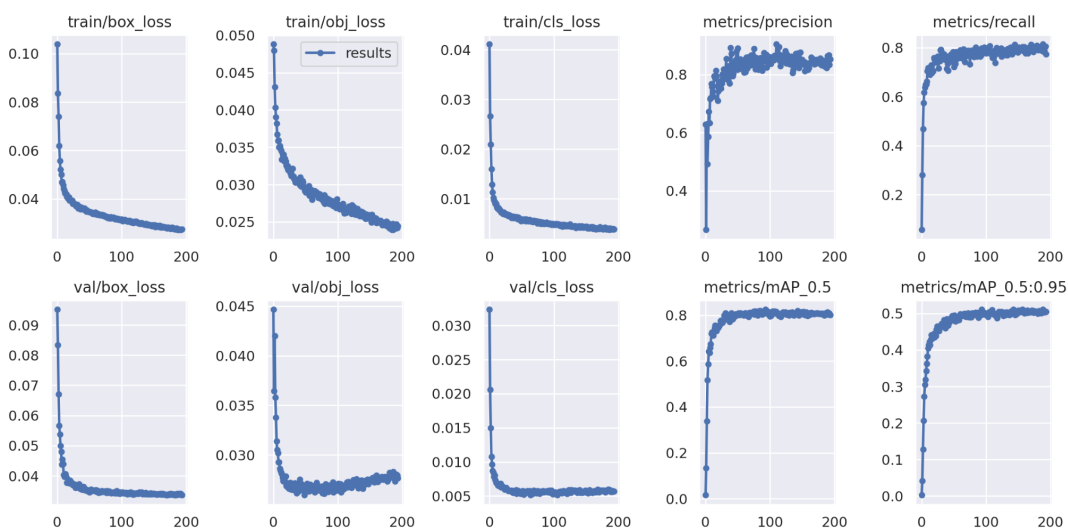 train/box_loss
train/obj_loss
train/cls_loss
metrics/precision
metrics/recall
0.10
0.08
0.06
0.04
0 100 200
0.050
0.045
0.040
0.035
0.030
0.025
0 100 200
results
0.04
0.03
0.02
0.01
0 100 200
0.8
0.6
0.4
0 100 200
0.8
0.6
0.4
0.2
0 100 200
val/box_loss
val/obj_loss
val/cls_loss
metrics/mAP_0.5
metrics/mAP_0.5:0.95
0.09
0.08
0.07
0.06
0.05
0.04
0 100 200
0.045
0.040
0.035
0.030
0 100 200
0.030
0.025
0.020
0.015
0.010
0.005
0 100 200
0.8
0.6
0.4
0.2
0.0
0 100 200
0.5
0.4
0.3
0.2
0.1
0.0
0 100 200